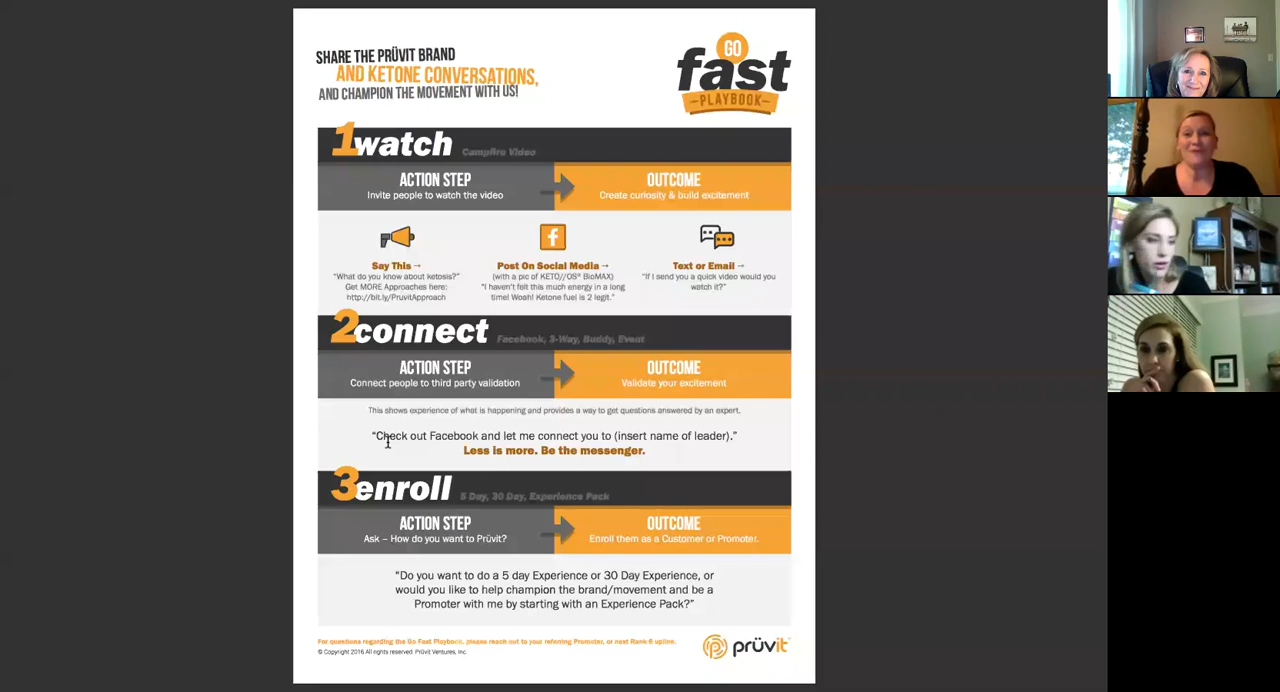 SHARE THE PRÜVIT BRAND
AND KETONE CONVERSATIONS,
AND CHAMPION THE MOVEMENT WITH US!
GO
fast
PLAYBOOK
1watch Campfire Video
ACTION STEP
Invite people to watch the video
OUTCOME
Create curiosity & build excitement
Say This →
"What do you know about ketosis?"
Get MORE Approaches here:
http://bit.ly/PruvitApproach
Post On Social Media →
(with a pic of KETO//OS® BioMAX)
"I haven't felt this much energy in a long
time! Woah! Ketone fuel is 2 legit."
Text or Email →
"If I send you a quick video would you
watch it?"
2connect Facebook, 3-Way, Buddy, Event
ACTION STEP
Connect people to third party validation
OUTCOME
Validate your excitement
This shows experience of what is happening and provides a way to get questions answered by an expert.
"Check out Facebook and let me connect you to (insert name of leader)."
Less is more. Be the messenger.
3enroll 5 Day, 30 Day, Experience Pack
ACTION STEP
Ask – How do you want to Prüvit?
OUTCOME
Enroll them as a Customer or Promoter.
"Do you want to do a 5 day Experience or 30 Day Experience, or
would you like to help champion the brand/movement and be a
Promoter with me by starting with an Experience Pack?"
For questions regarding the Go Fast Playbook, please reach out to your referring Promoter, or next Rank 6 upline.
© Copyright 2016 All rights reserved. Prüvit Ventures, Inc.
prüvit